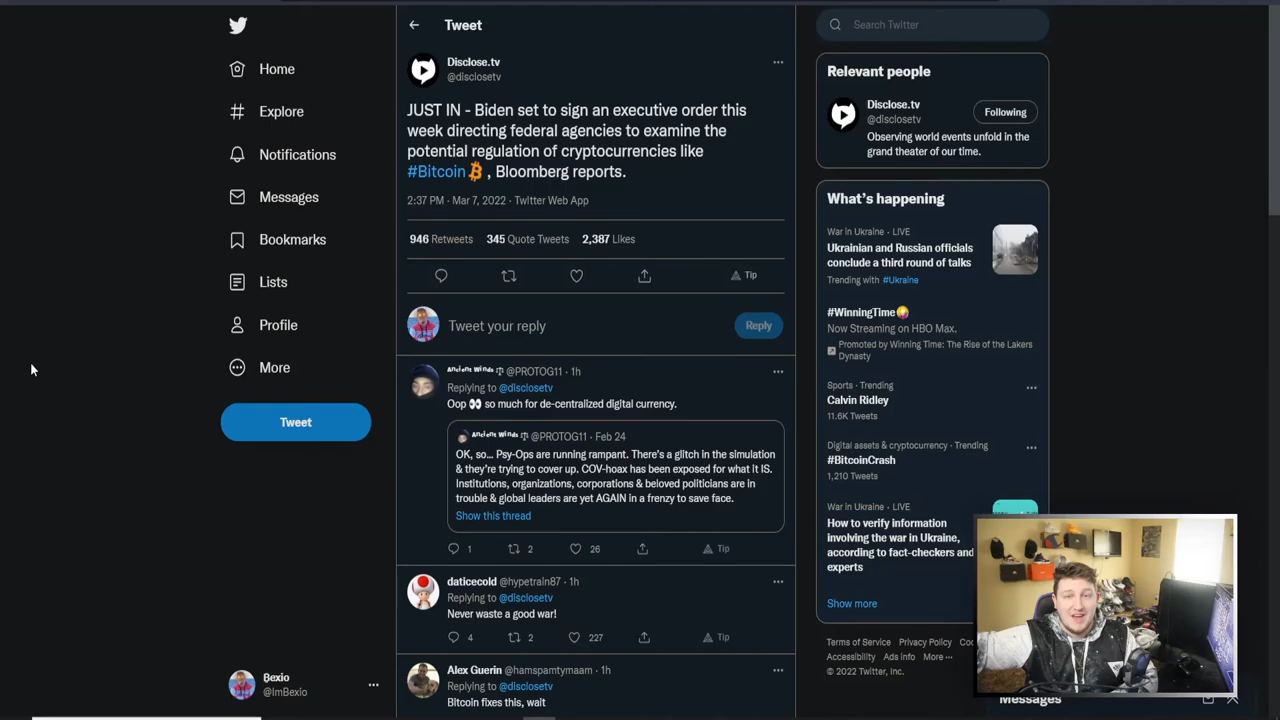 Home
Explore
Notifications
Messages
Bookmarks
Lists
Profile
More
Tweet
Bexio
@ImBexio
Tweet
Disclose.tv
@disclosetv
JUST IN - Biden set to sign an executive order this
week directing federal agencies to examine the
potential regulation of cryptocurrencies like
#Bitcoin , Bloomberg reports.
2:37 PM · Mar 7, 2022 · Twitter Web App
946 Retweets 345 Quote Tweets 2,387 Likes
Tip
Tweet your reply
Reply
Ancient Winds @PROTOG11 · 1h
Replying to @disclosetv
Oop 👀 so much for de-centralized digital currency.
Ancient Winds @PROTOG11 · Feb 24
OK, so... Psy-Ops are running rampant. There's a glitch in the simulation
& they're trying to cover up. COV-hoax has been exposed for what it IS.
Institutions, organizations, corporations & beloved politicians are in
trouble & global leaders are yet AGAIN in a frenzy to save face.
Show this thread
1 2 26 Tip
daticecold @hypetrain87 · 1h
Replying to @disclosetv
Never waste a good war!
4 2 227 Tip
Alex Guerin @hamspamtymaam · 1h
Replying to @disclosetv
Bitcoin fixes this, wait
Search Twitter
Relevant people
Disclose.tv
@disclosetv
Following
Observing world events unfold in the
grand theater of our time.
What's happening
War in Ukraine · LIVE
Ukrainian and Russian officials
conclude a third round of talks
Trending with #Ukraine
#WinningTime
Now Streaming on HBO Max.
Promoted by Winning Time: The Rise of the Lakers
Dynasty
Sports · Trending
Calvin Ridley
11.6K Tweets
Digital assets & cryptocurrency · Trending
#BitcoinCrash
1,210 Tweets
War in Ukraine · LIVE
How to verify information
involving the war in Ukraine,
according to fact-checkers and
experts
Show more
Terms of Service Privacy Policy Coo
Accessibility Ads info More ···
© 2022 Twitter, Inc.
Messages